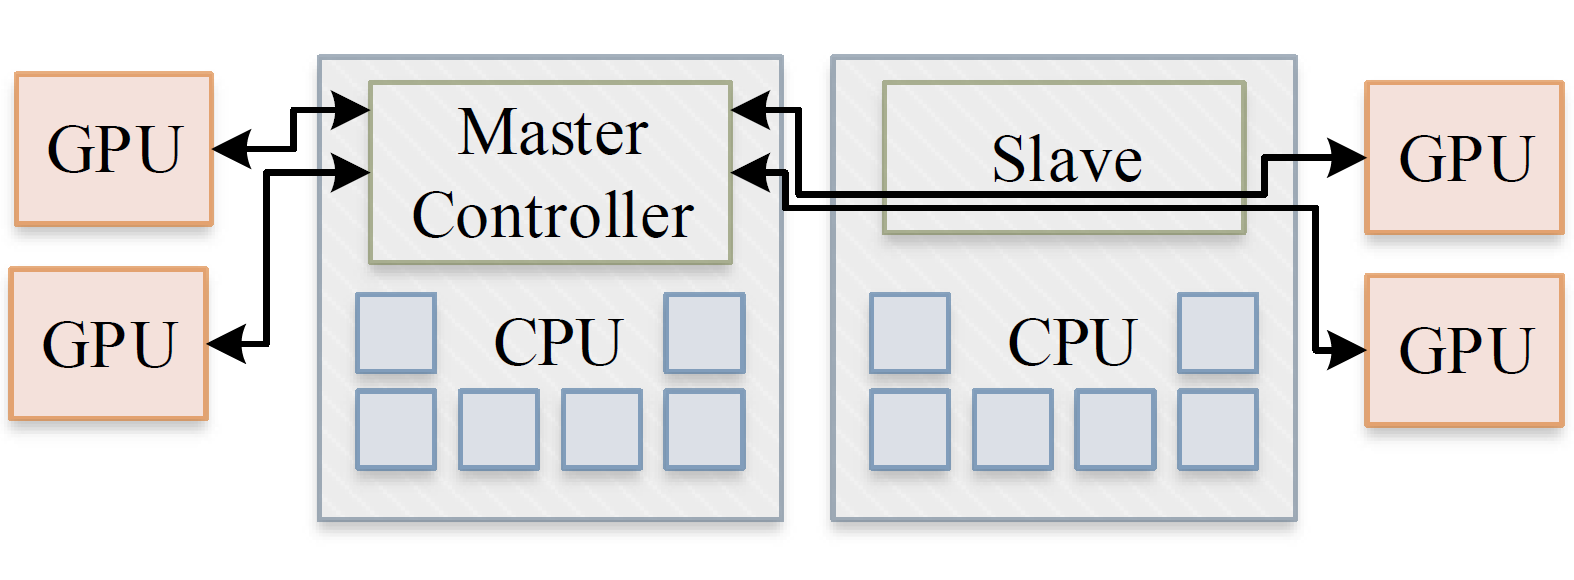 GPU
Master
Controller
Slave
GPU
GPU
CPU
CPU
GPU